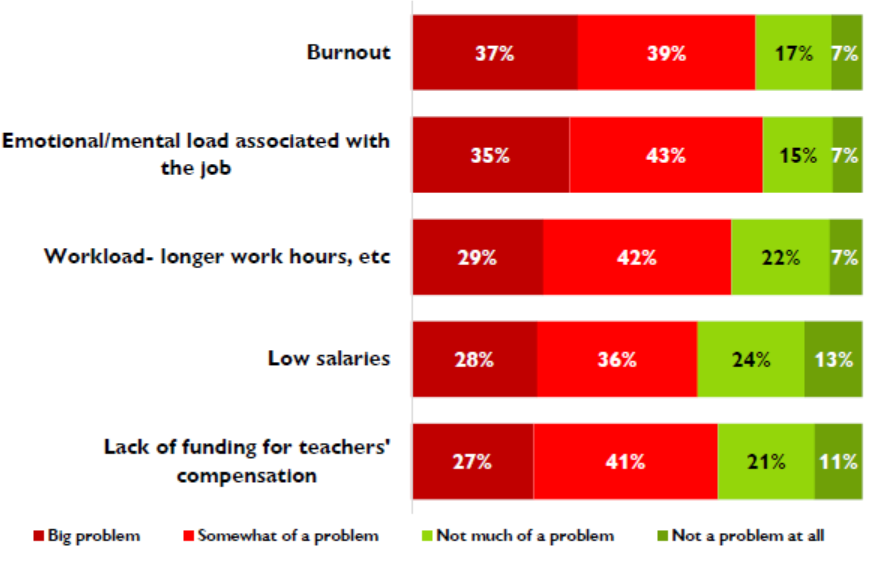 Burnout
37% 39% 17% 7%
Emotional/mental load associated with
the job
35% 43% 15% 7%
Workload- longer work hours, etc
29% 42% 22% 7%
Low salaries
28% 36% 24% 13%
Lack of funding for teachers'
compensation
27% 41% 21% 11%
Big problem Somewhat of a problem Not much of a problem Not a problem at all